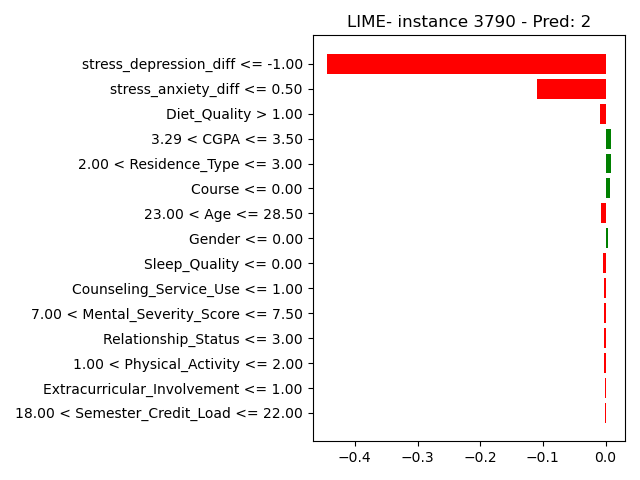 LIME- instance 3790 - Pred: 2
stress_depression_diff <= -1.00
stress_anxiety_diff <= 0.50
Diet_Quality > 1.00
3.29 < CGPA <= 3.50
2.00 < Residence_Type <= 3.00
Course <= 0.00
23.00 < Age <= 28.50
Gender <= 0.00
Sleep_Quality <= 0.00
Counseling_Service_Use <= 1.00
7.00 < Mental_Severity_Score <= 7.50
Relationship_Status <= 3.00
1.00 < Physical_Activity <= 2.00
Extracurricular_Involvement <= 1.00
18.00 < Semester_Credit_Load <= 22.00
−0.4 −0.3 −0.2 −0.1 0.0